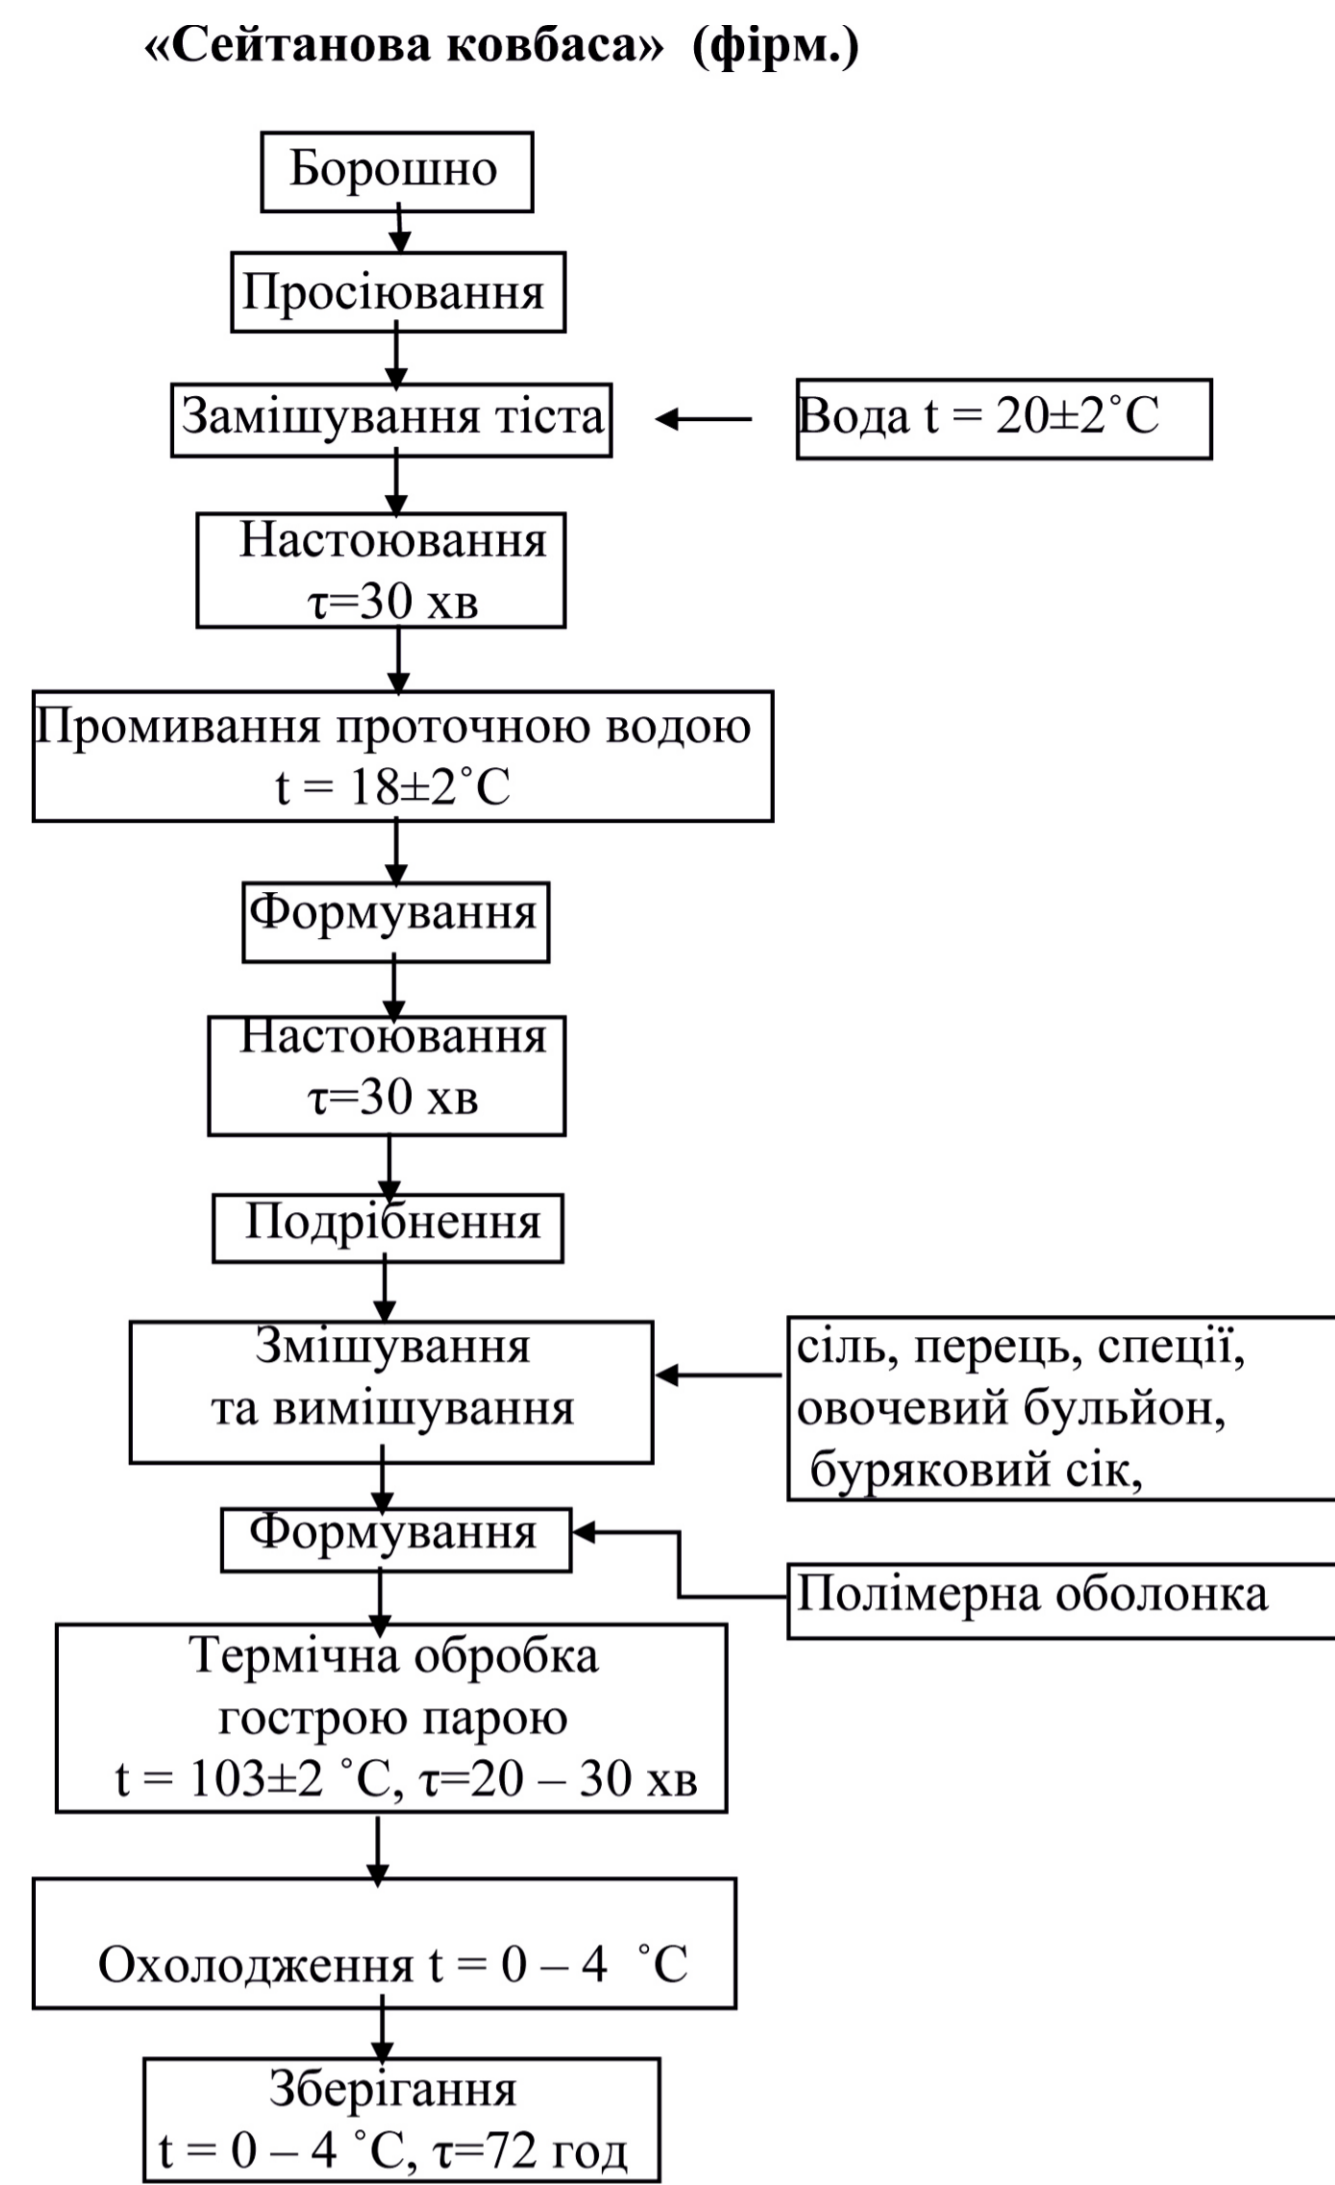 «Сейтанова ковбаса» (фірм.)
Борошно
Просіювання
Замішування тіста
Вода t = 20±2˚С
Настоювання
τ=30 хв
Промивання проточною водою
t = 18±2˚С
Формування
Настоювання
τ=30 хв
Подрібнення
Змішування
та вимішування
сіль, перець, спеції,
овочевий бульйон,
буряковий сік,
Формування
Полімерна оболонка
Термічна обробка
гострою парою
t = 103±2 ˚С, τ=20 – 30 хв
Охолодження t = 0 – 4 ˚С
Зберігання
t = 0 – 4 ˚С, τ=72 год